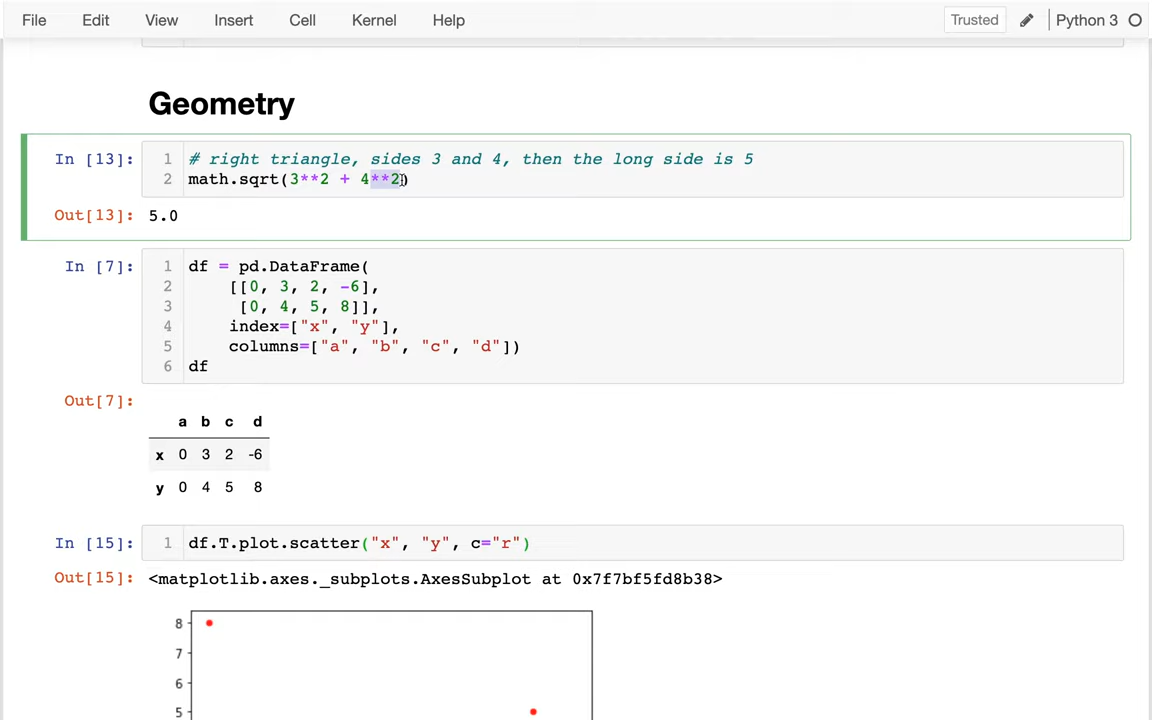 File Edit View Insert Cell Kernel Help Trusted Python 3
Geometry
In [13]: 1 # right triangle, sides 3 and 4, then the long side is 5
2 math.sqrt(3**2 + 4**2)
Out[13]: 5.0
In [7]: 1 df = pd.DataFrame(
2 [[0, 3, 2, -6],
3 [0, 4, 5, 8]],
4 index=["x", "y"],
5 columns=["a", "b", "c", "d"])
6 df
Out[7]:
a b c d
x 0 3 2 -6
y 0 4 5 8
In [15]: 1 df.T.plot.scatter("x", "y", c="r")
Out[15]: <matplotlib.axes._subplots.AxesSubplot at 0x7f7bf5fd8b38>
8
7
6
5